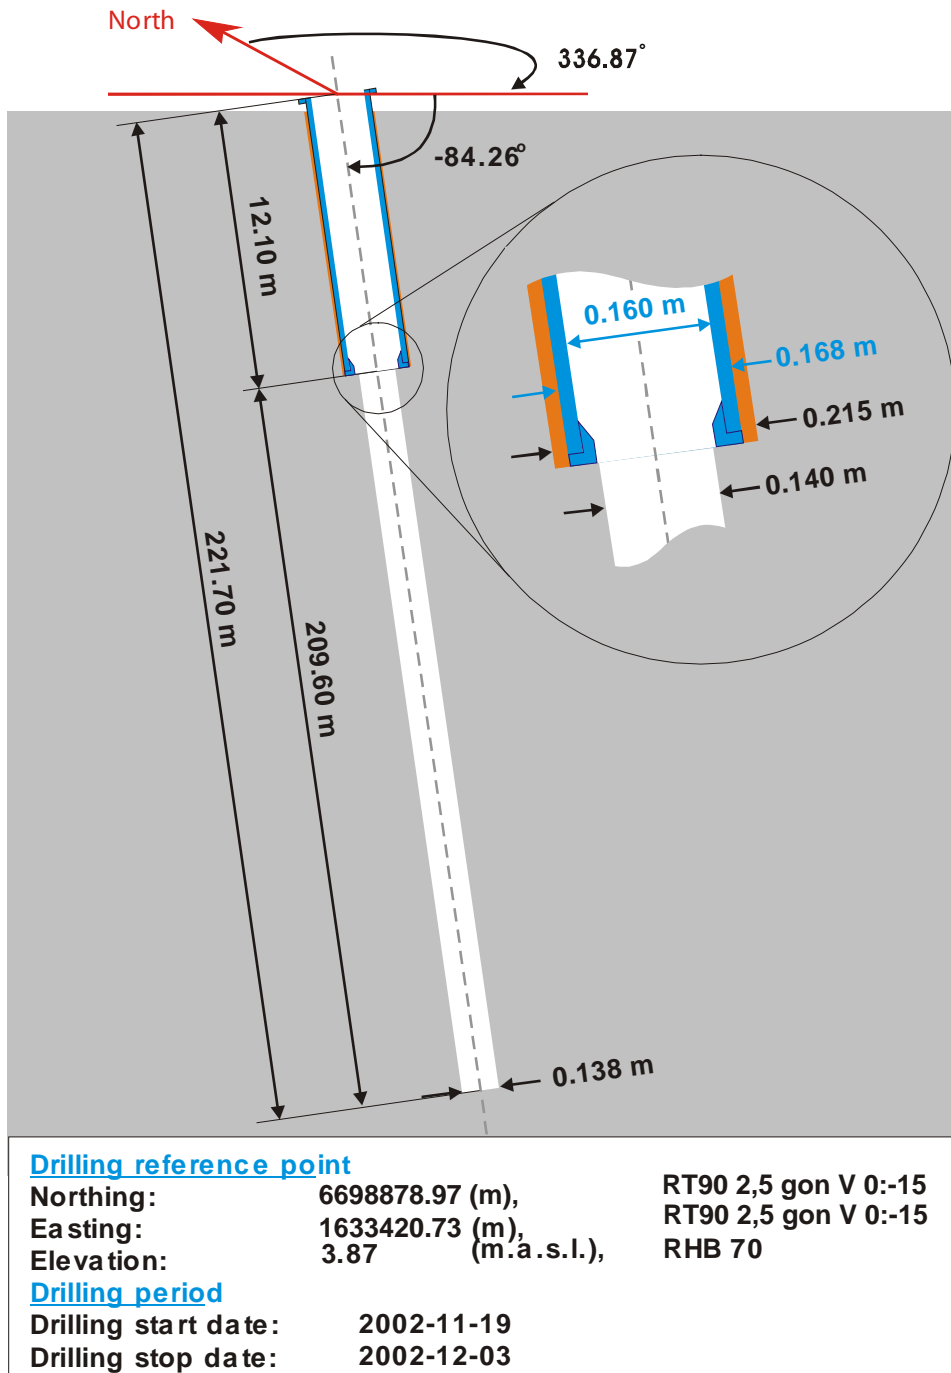 North
336.87°
-84.26°
12.10 m
0.160 m
0.168 m
0.215 m
0.140 m
221.70 m
209.60 m
0.138 m
Drilling reference point
Northing: 6698878.97 (m), RT90 2,5 gon V 0:-15
Easting: 1633420.73 (m), RT90 2,5 gon V 0:-15
Elevation: 3.87 (m.a.s.l.), RHB 70
Drilling period
Drilling start date: 2002-11-19
Drilling stop date: 2002-12-03